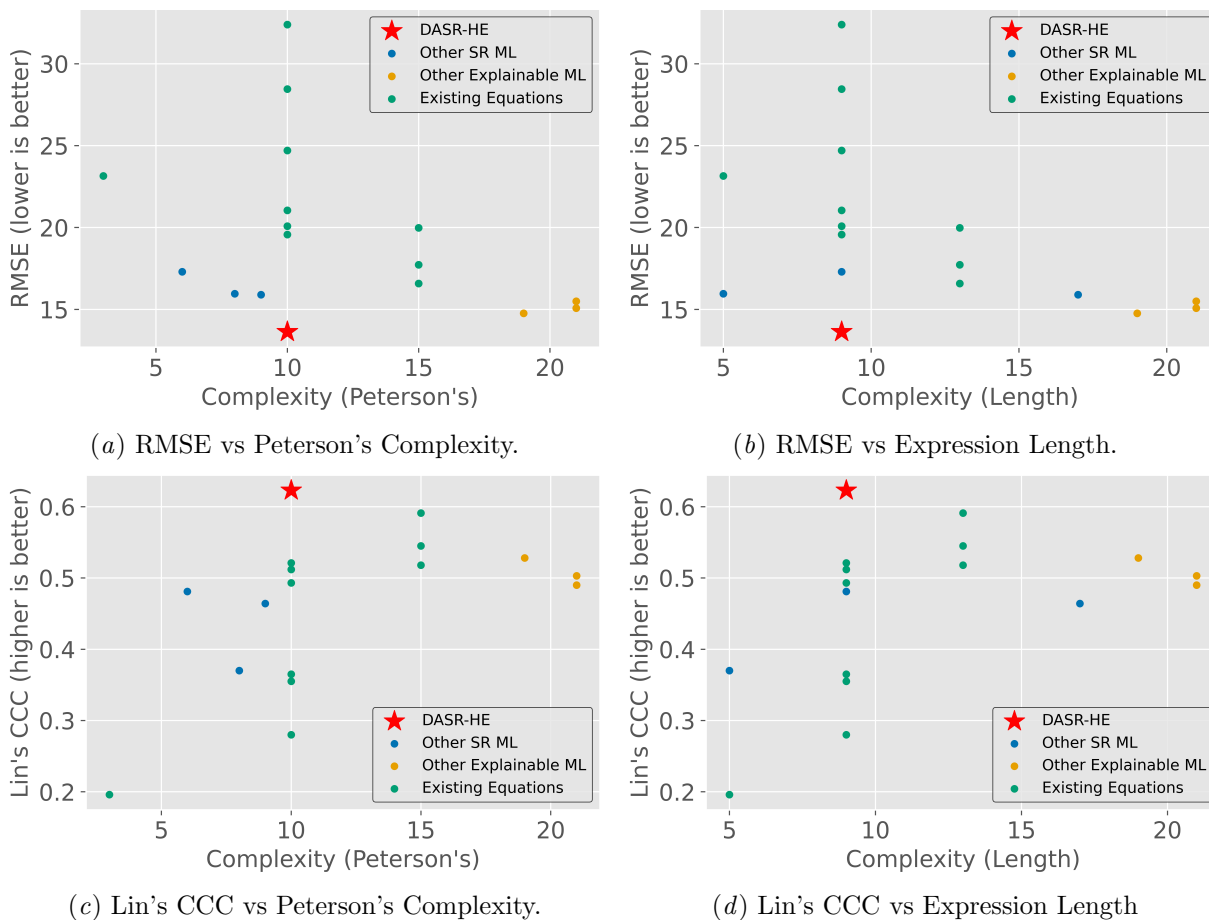 RMSE (lower is better)
30
25
20
15
5
10
15
20
Complexity (Peterson's)
DASR-HE
Other SR ML
Other Explainable ML
Existing Equations
(a) RMSE vs Peterson's Complexity.
RMSE (lower is better)
30
25
20
15
5
10
15
20
Complexity (Length)
DASR-HE
Other SR ML
Other Explainable ML
Existing Equations
(b) RMSE vs Expression Length.
Lin's CCC (higher is better)
0.6
0.5
0.4
0.3
0.2
5
10
15
20
Complexity (Peterson's)
DASR-HE
Other SR ML
Other Explainable ML
Existing Equations
(c) Lin's CCC vs Peterson's Complexity.
Lin's CCC (higher is better)
0.6
0.5
0.4
0.3
0.2
5
10
15
20
Complexity (Length)
DASR-HE
Other SR ML
Other Explainable ML
Existing Equations
(d) Lin's CCC vs Expression Length